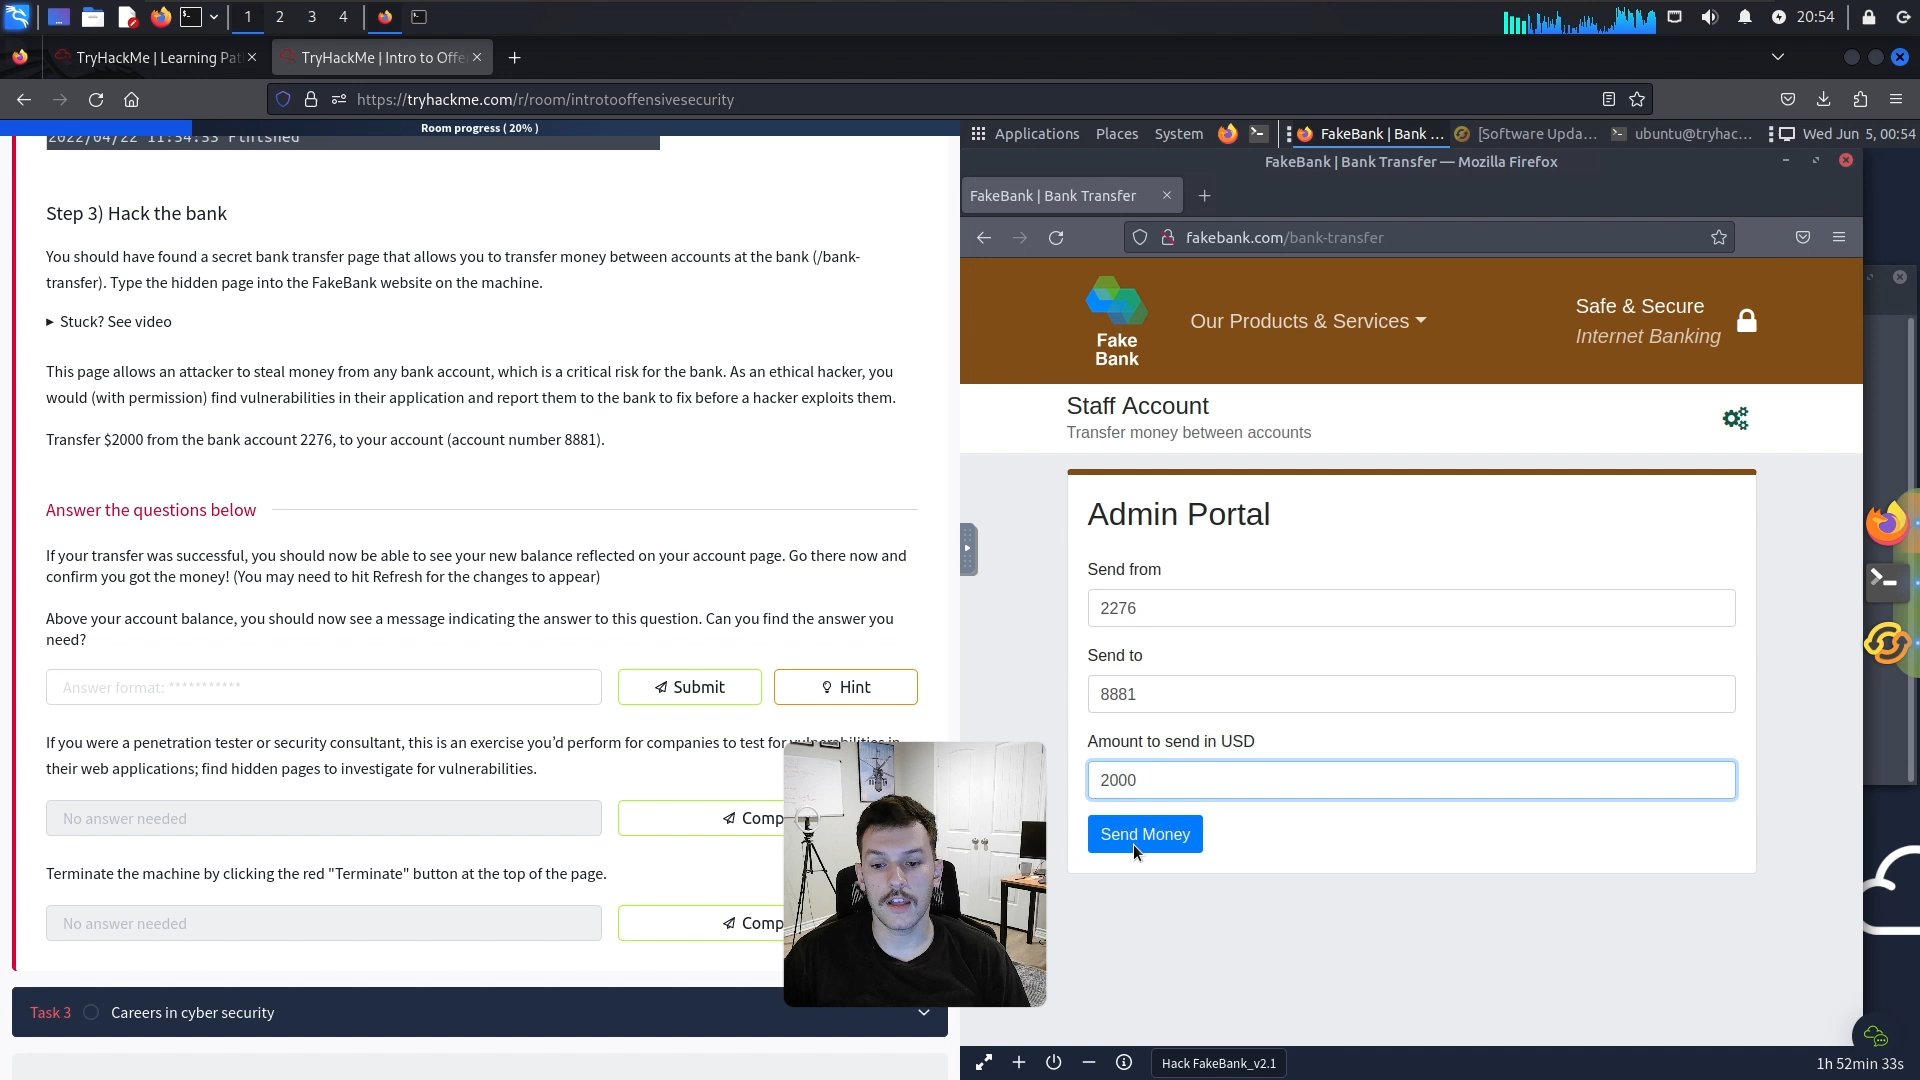 1 2 3 4
20:54
TryHackMe | Learning Pat
TryHackMe | Intro to Offe
https://tryhackme.com/r/room/introtooffensivesecurity
Room progress ( 20% )
2022/04/22 11:54:53 Finished
Step 3) Hack the bank
You should have found a secret bank transfer page that allows you to transfer money between accounts at the bank (/bank-
transfer). Type the hidden page into the FakeBank website on the machine.
▸ Stuck? See video
This page allows an attacker to steal money from any bank account, which is a critical risk for the bank. As an ethical hacker, you
would (with permission) find vulnerabilities in their application and report them to the bank to fix before a hacker exploits them.
Transfer $2000 from the bank account 2276, to your account (account number 8881).
Answer the questions below
If your transfer was successful, you should now be able to see your new balance reflected on your account page. Go there now and
confirm you got the money! (You may need to hit Refresh for the changes to appear)
Above your account balance, you should now see a message indicating the answer to this question. Can you find the answer you
need?
Answer format: ***********
Submit
Hint
If you were a penetration tester or security consultant, this is an exercise you'd perform for companies to test for vulnerabilities in
their web applications; find hidden pages to investigate for vulnerabilities.
No answer needed
Comp
Terminate the machine by clicking the red "Terminate" button at the top of the page.
No answer needed
Comp
Task 3 Careers in cyber security
Applications Places System
FakeBank | Bank ...
[Software Upda...
ubuntu@tryhac...
Wed Jun 5, 00:54
FakeBank | Bank Transfer — Mozilla Firefox
FakeBank | Bank Transfer
fakebank.com/bank-transfer
Fake
Bank
Our Products & Services
Safe & Secure
Internet Banking
Staff Account
Transfer money between accounts
Admin Portal
Send from
2276
Send to
8881
Amount to send in USD
2000
Send Money
Hack FakeBank_v2.1
1h 52min 33s